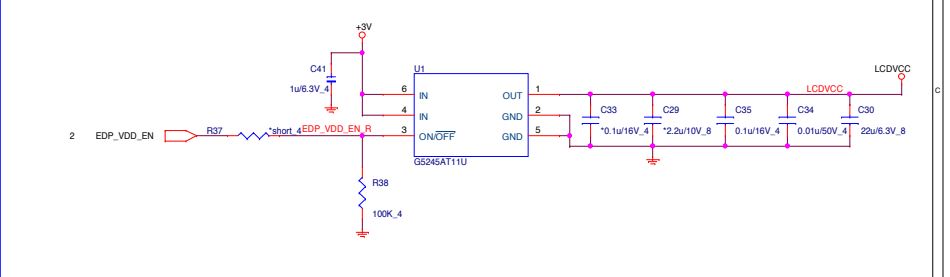 +3V
C41
1u/6.3V_4
U1
LCDVCC
6 IN OUT 1 LCDVCC
4 IN GND 2
3 ON/OFF GND 5
G5245AT11U
C33
*0.1u/16V_4
C29
*2.2u/10V_8
C35
0.1u/16V_4
C34
0.01u/50V_4
C30
22u/6.3V_8
C
2 EDP_VDD_EN R37 *short_4 EDP_VDD_EN_R
R38
100K_4